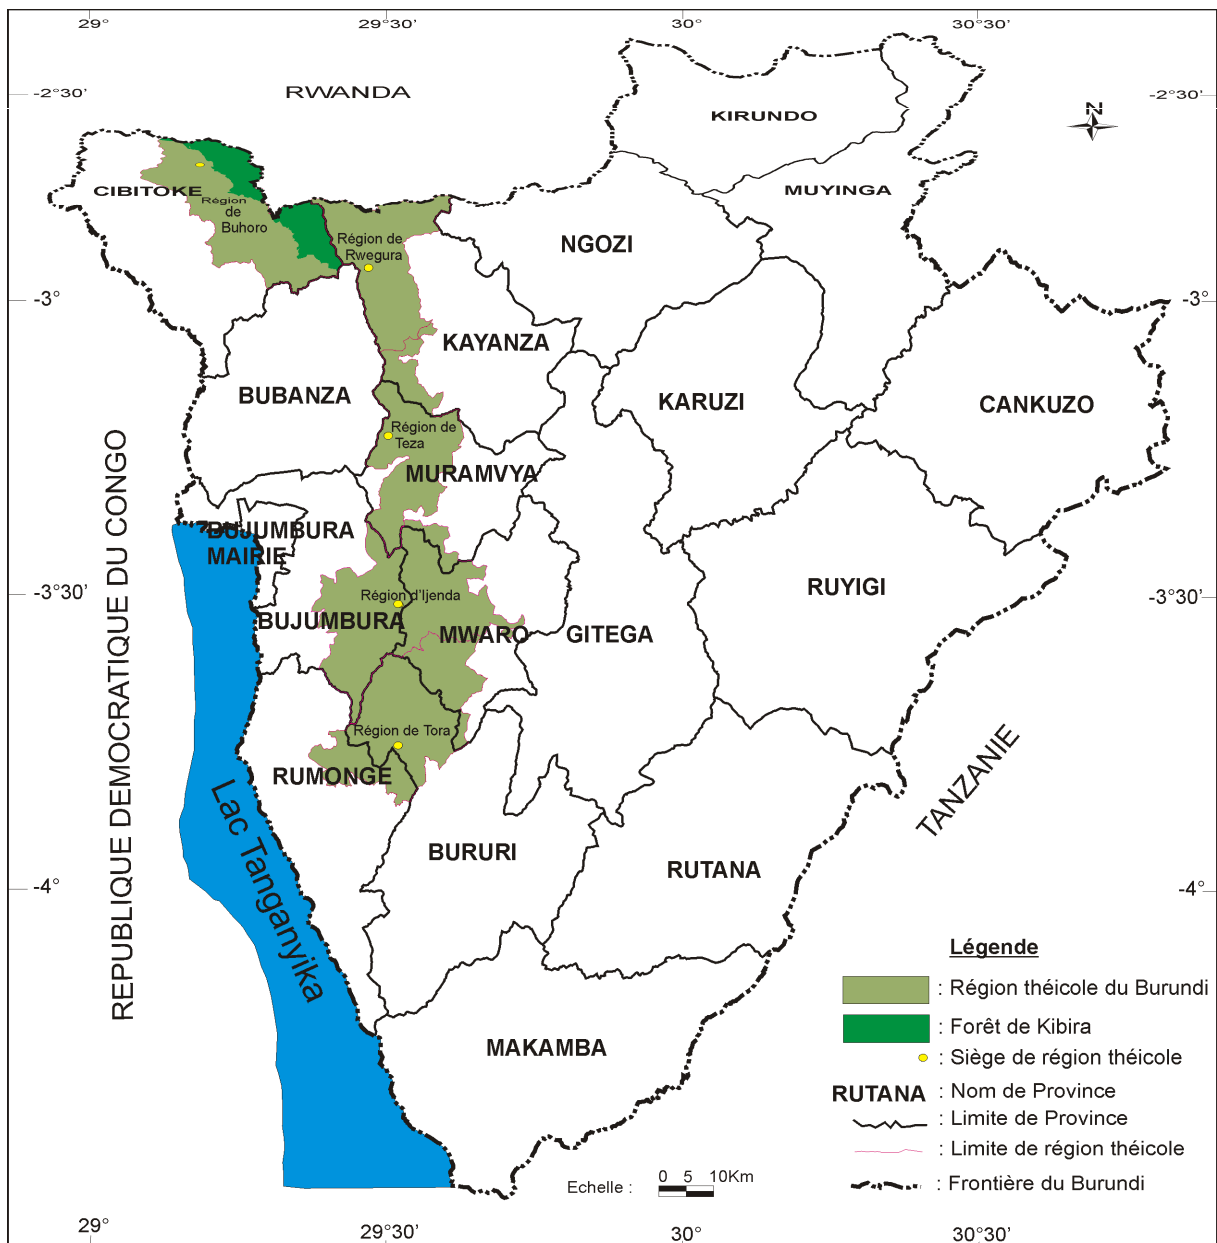 29°
29°30'
30°
30°30'
-2°30'
RWANDA
-2°30'
N
KIRUNDO
CIBITOKE
MUYINGA
Région
de
Buhoro
Région de
Rwegura
NGOZI
-3°
-3°
KAYANZA
BUBANZA
KARUZI
CANKUZO
Région de
Teza
MURAMVYA
REPUBLIQUE DEMOCRATIQUE DU CONGO
BUJUMBURA
MAIRIE
-3°30'
-3°30'
RUYIGI
Région d'Ijenda
BUJUMBURA
MWARO
GITEGA
Région de Tora
RUMONGE
TANZANIE
Lac Tanganyika
BURURI
RUTANA
-4°
-4°
MAKAMBA
Légende
: Région théicole du Burundi
: Forêt de Kibira
: Siège de région théicole
RUTANA : Nom de Province
: Limite de Province
: Limite de région théicole
: Frontière du Burundi
Echelle : 0 5 10Km
29°
29°30'
30°
30°30'